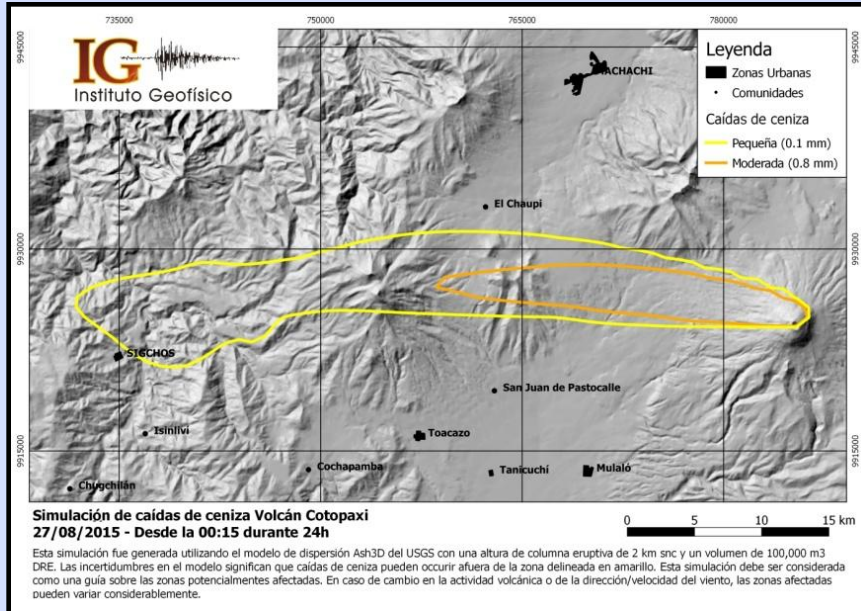 735000 750000 765000 780000
9945000 9945000
IG
Instituto Geofísico
Leyenda
Zonas Urbanas
Comunidades
Caídas de ceniza
Pequeña (0.1 mm)
Moderada (0.8 mm)
ACHACHI
El Chaupi
9930000 9930000
SIGCHOS
San Juan de Pastocalle
Isinliví
Toacazo
9915000 9915000
Cochapamba
Tanicuchí
Mulaló
Chugchilán
Simulación de caídas de ceniza Volcán Cotopaxi
27/08/2015 - Desde la 00:15 durante 24h
0 5 10 15 km
Esta simulación fue generada utilizando el modelo de dispersión Ash3D del USGS con una altura de columna eruptiva de 2 km snc y un volumen de 100,000 m3
DRE. Las incertidumbres en el modelo significan que caídas de ceniza pueden occurir afuera de la zona delineada en amarillo. Esta simulación debe ser considerada
como una guía sobre las zonas potencialmente affectadas. En caso de cambio en la actividad volcánica o de la dirección/velocidad del viento, las zonas afectadas
pueden variar considerablemente.